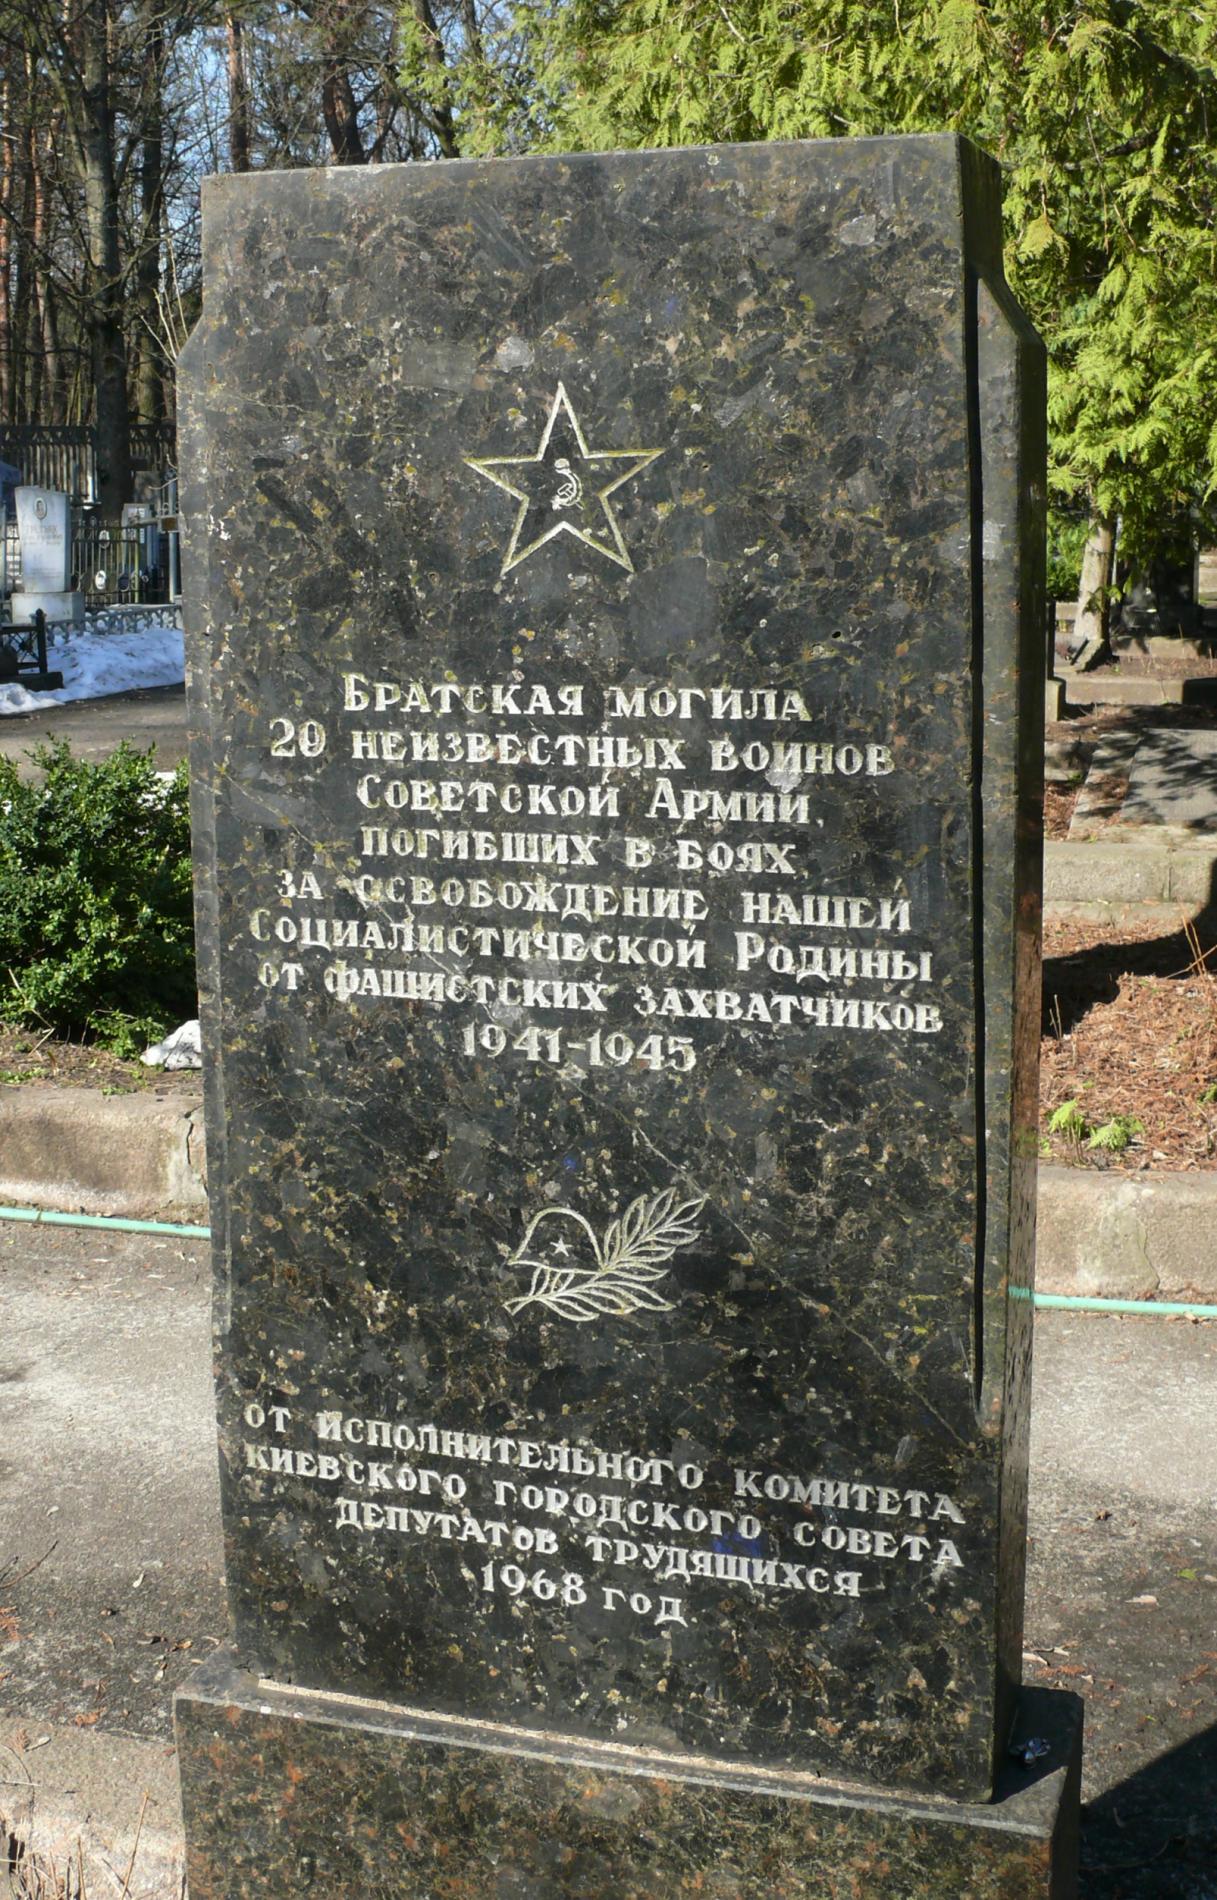 Братская могила
20 неизвестных воинов
Советской Армии,
погибших в боях
за освобождение нашей
Социалистической Родины
от фашистских захватчиков
1941-1945
от исполнительного комитета
киевского городского совета
депутатов трудящихся
1968 год.